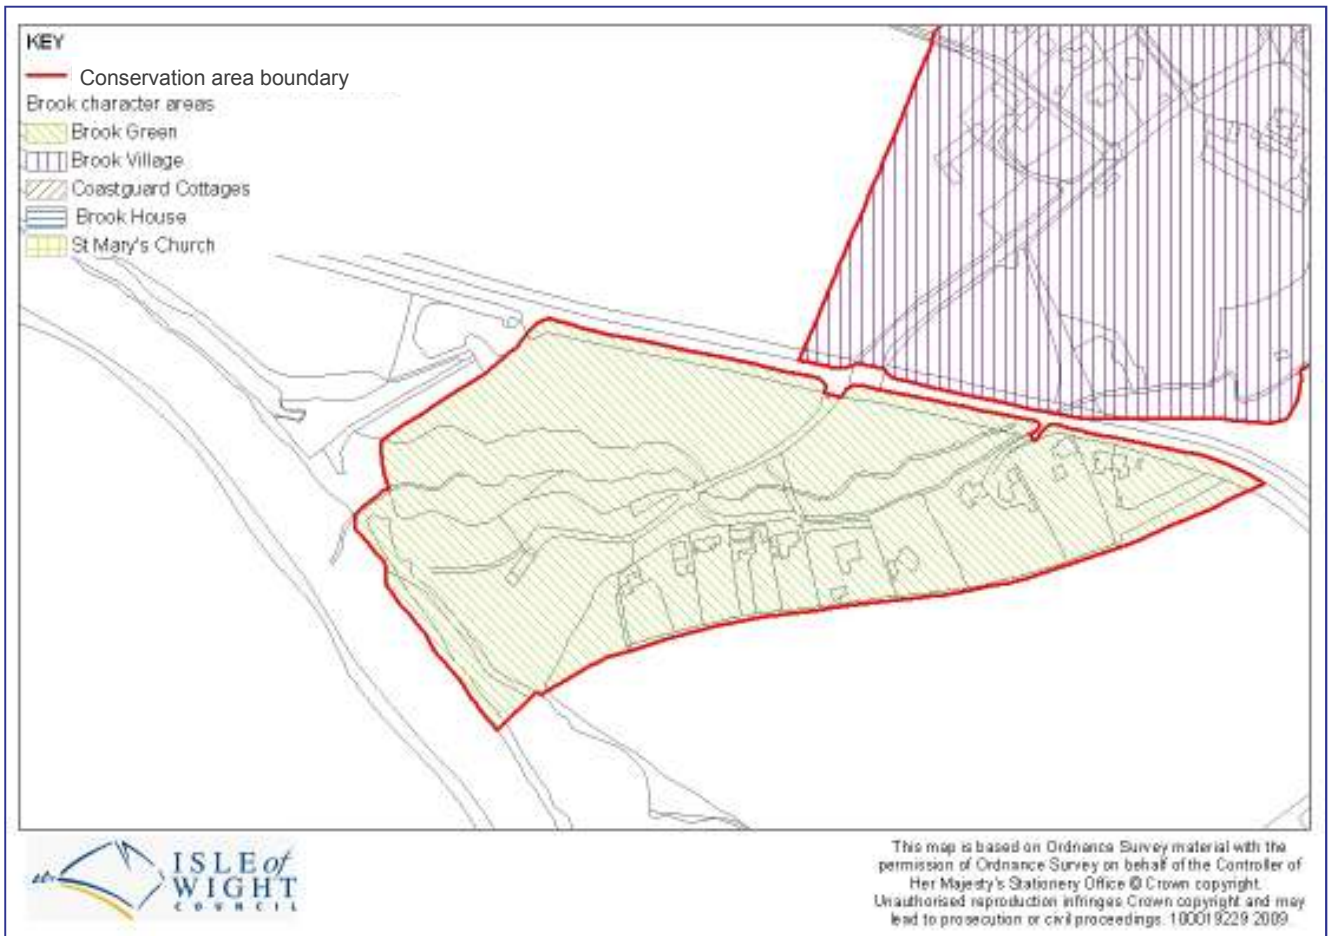 KEY
Conservation area boundary
Brook character areas
Brook Green
Brook Village
Coastguard Cottages
Brook House
St Mary's Church
ISLE of
WIGHT
COUNCIL
This map is based on Ordnance Survey material with the
permission of Ordnance Survey on behalf of the Controller of
Her Majesty's Stationery Office © Crown copyright.
Unauthorised reproduction infringes Crown copyright and may
lead to prosecution or civil proceedings. 100019229 2009